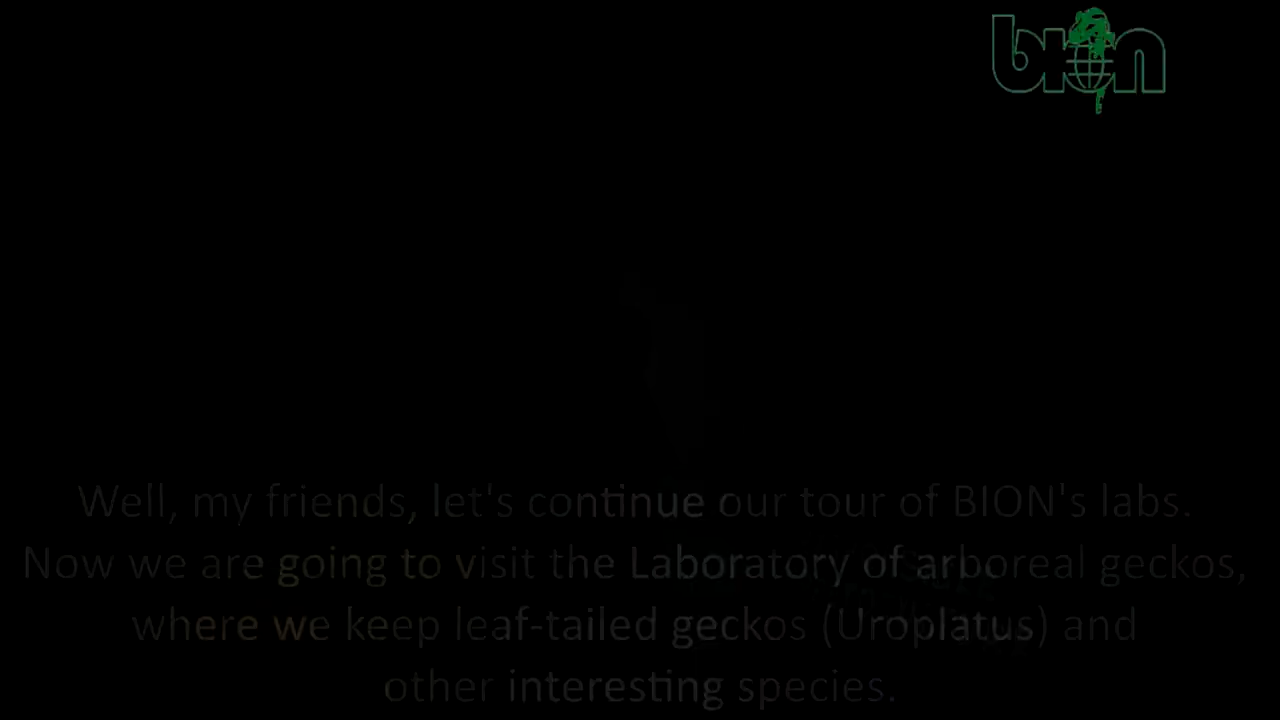 bion
Well, my friends, let's continue our tour of BION's labs.
Now we are going to visit the Laboratory of arboreal geckos,
where we keep leaf-tailed geckos (Uroplatus) and
other interesting species.